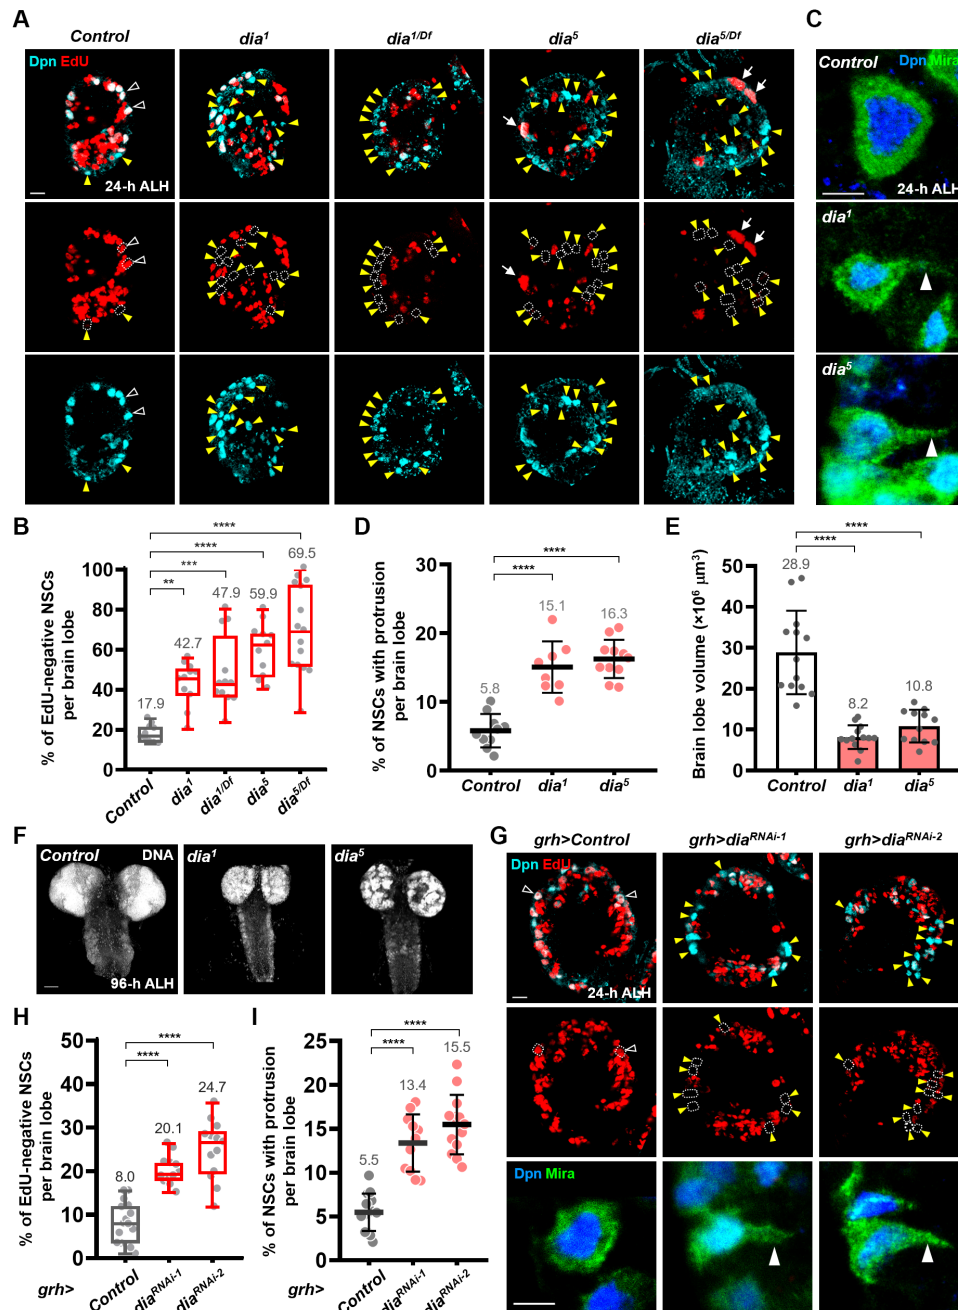 A
Control
dia1
dia1/Df
dia5
dia5/Df
Dpn EdU
24-h ALH
C
Dpn Mira
Control
24-h ALH
dia1
dia5
B
% of EdU-negative NSCs
per brain lobe
100
80
60
40
20
0
****
****
***
**
17.9
42.7
47.9
59.9
69.5
Control
dia1
dia1/Df
dia5
dia5/Df
D
% of NSCs with protrusion
per brain lobe
30
20
10
0
****
****
5.8
15.1
16.3
Control
dia1
dia5
E
Brain lobe volume (×10⁶ µm³)
50
40
30
20
10
0
****
****
28.9
8.2
10.8
Control
dia1
dia5
F
Control
DNA
96-h ALH
dia1
dia5
G
grh>Control
grh>diaRNAi-1
grh>diaRNAi-2
Dpn EdU
24-h ALH
Dpn Mira
H
% of EdU-negative NSCs
per brain lobe
50
40
30
20
10
0
****
****
8.0
20.1
24.7
grh>
Control
diaRNAi-1
diaRNAi-2
I
% of NSCs with protrusion
per brain lobe
25
20
15
10
5
0
****
****
5.5
13.4
15.5
grh>
Control
diaRNAi-1
diaRNAi-2